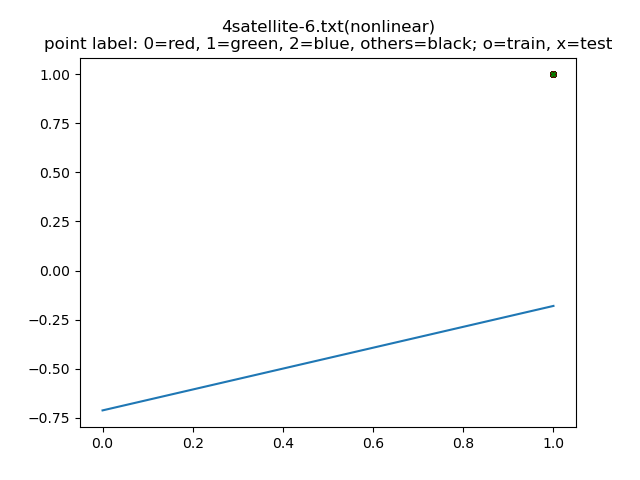 4satellite-6.txt(nonlinear)
point label: 0=red, 1=green, 2=blue, others=black; o=train, x=test
1.00
0.75
0.50
0.25
0.00
−0.25
−0.50
−0.75
0.0 0.2 0.4 0.6 0.8 1.0